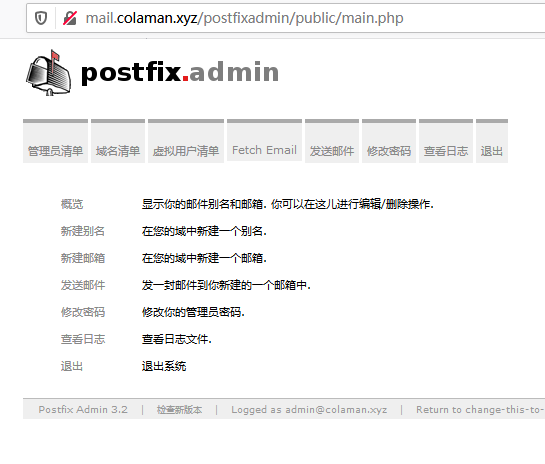 mail.colaman.xyz/postfixadmin/public/main.php
postfix.admin
管理员清单 域名清单 虚拟用户清单 Fetch Email 发送邮件 修改密码 查看日志 退出
概览 显示你的邮件别名和邮箱. 你可以在这儿进行编辑/删除操作.
新建别名 在您的域中新建一个别名.
新建邮箱 在您的域中新建一个邮箱.
发送邮件 发一封邮件到你新建的一个邮箱中.
修改密码 修改你的管理员密码.
查看日志 查看日志文件.
退出 退出系统
Postfix Admin 3.2 | 检查新版本 | Logged as admin@colaman.xyz | Return to change-this-to-